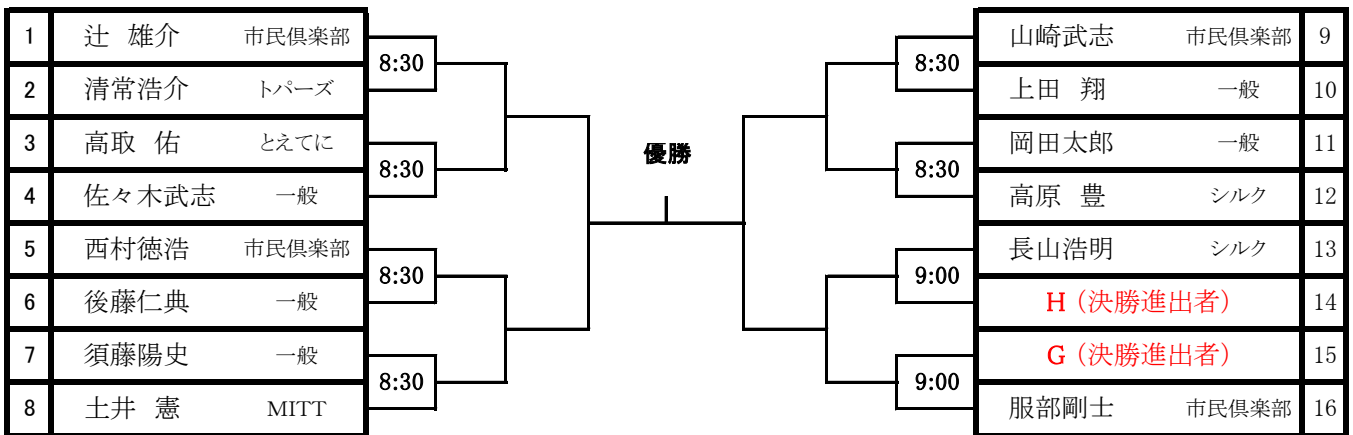 1 辻 雄介 市民倶楽部
8:30
2 清常浩介 トパーズ
3 高取 佑 とえてに
8:30
4 佐々木武志 一般
5 西村徳浩 市民倶楽部
8:30
6 後藤仁典 一般
7 須藤陽史 一般
8:30
8 土井 憲 MITT
優勝
山崎武志 市民倶楽部 9
8:30
上田 翔 一般 10
岡田太郎 一般 11
8:30
高原 豊 シルク 12
長山浩明 シルク 13
9:00
H (決勝進出者) 14
G (決勝進出者) 15
9:00
服部剛士 市民倶楽部 16